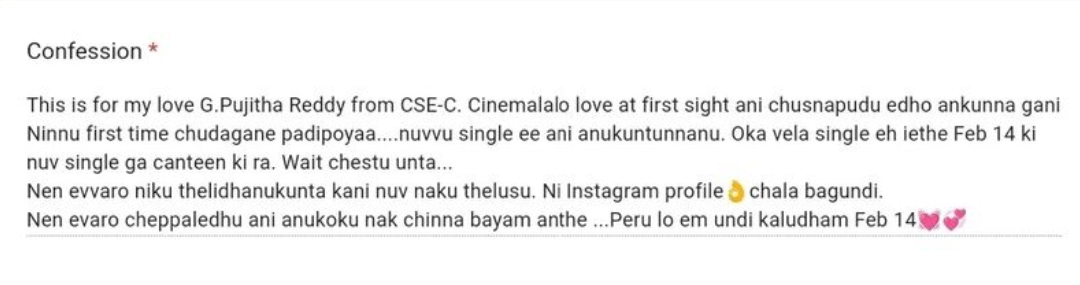 Confession *
This is for my love G.Pujitha Reddy from CSE-C. Cinemalalo love at first sight ani chusnapudu edho ankunna gani
Ninnu first time chudagane padipoyaa....nuvvu single ee ani anukuntunnanu. Oka vela single eh iethe Feb 14 ki
nuv single ga canteen ki ra. Wait chestu unta...
Nen evvaro niku thelidhanukunta kani nuv naku thelusu. Ni Instagram profile👌chala bagundi.
Nen evaro cheppaledhu ani anukoku nak chinna bayam anthe ...Peru lo em undi kaludham Feb 14💓💞